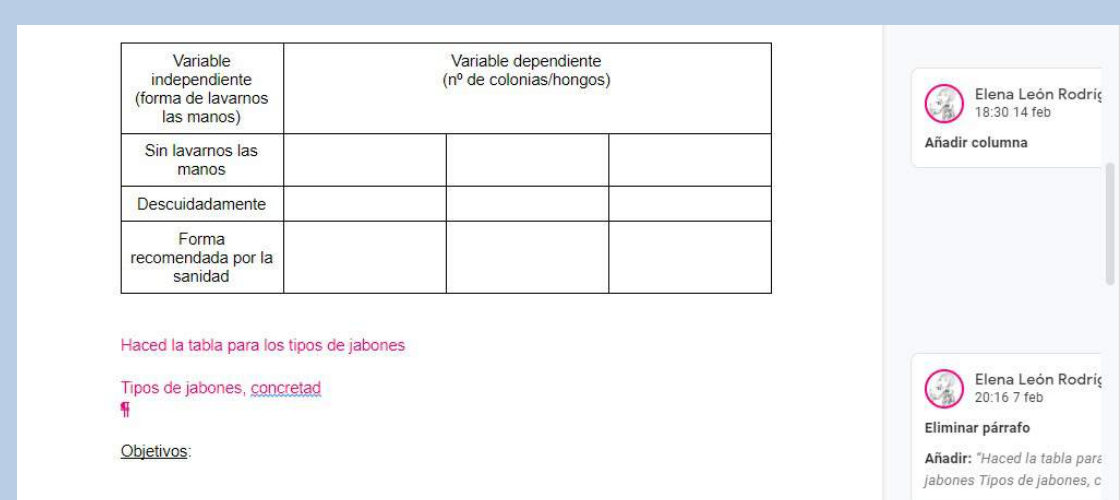 Variable
independiente
(forma de lavarnos
las manos)
Variable dependiente
(nº de colonias/hongos)
Sin lavarnos las
manos
Descuidadamente
Forma
recomendada por la
sanidad
Haced la tabla para los tipos de jabones
Tipos de jabones, concretad
¶
Objetivos:
Elena León Rodríg
18:30 14 feb
Añadir columna
Elena León Rodríg
20:16 7 feb
Eliminar párrafo
Añadir: "Haced la tabla para
jabones Tipos de jabones, c